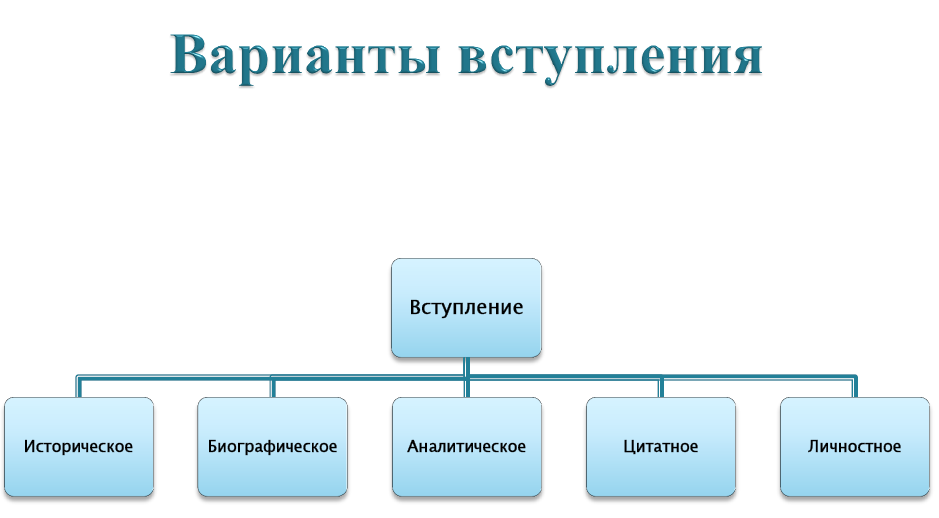 Варианты вступления
Вступление
Историческое
Биографическое
Аналитическое
Цитатное
Личностное